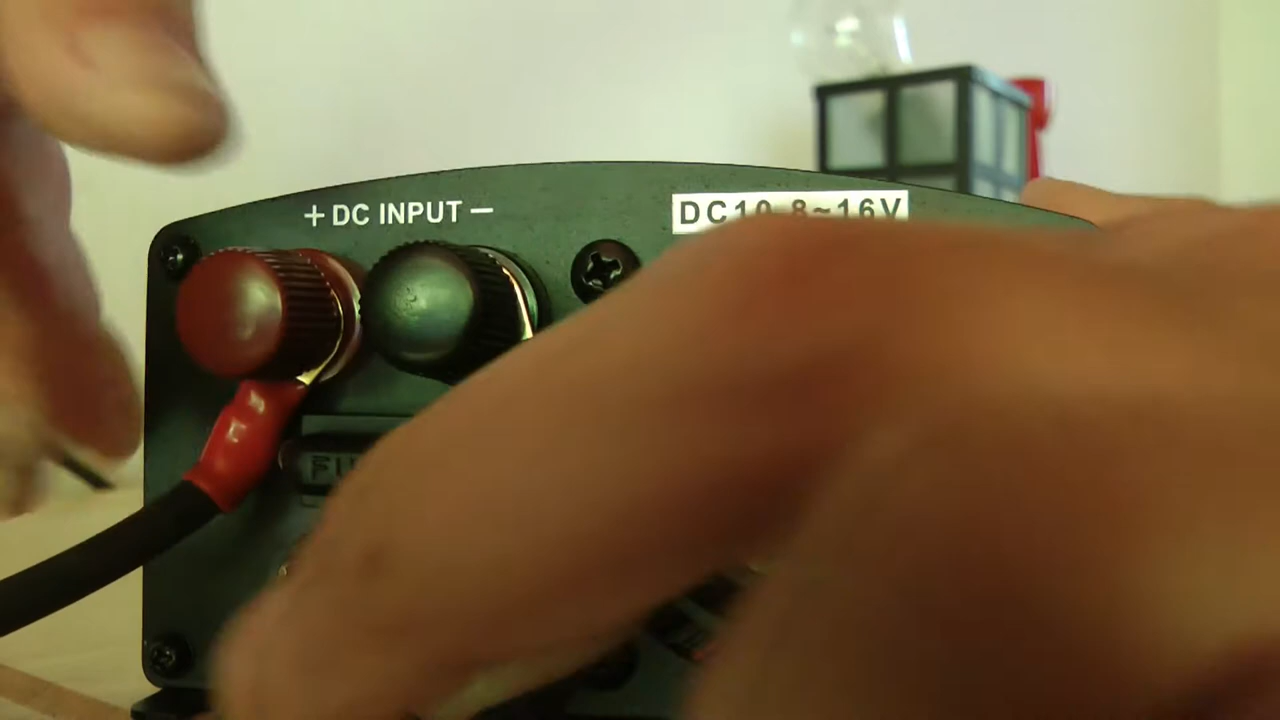 + DC INPUT −
DC10.8~16V